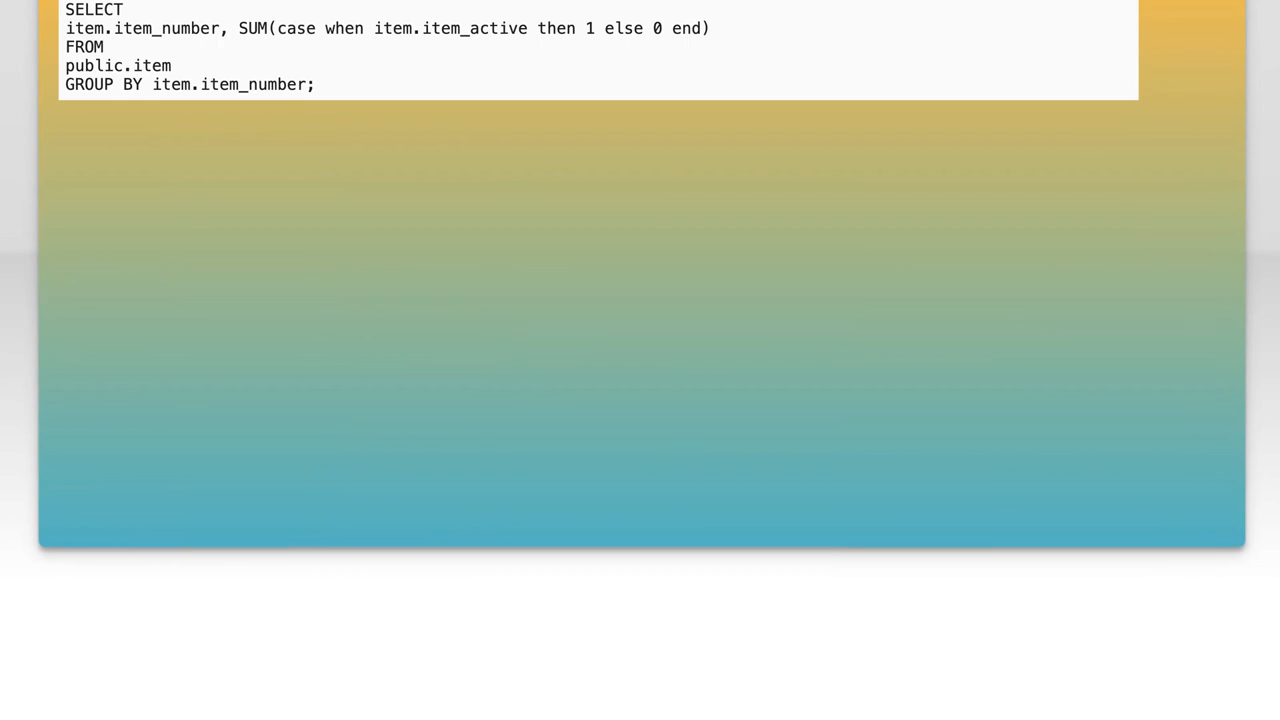 SELECT
item.item_number, SUM(case when item.item_active then 1 else 0 end)
FROM
public.item
GROUP BY item.item_number;